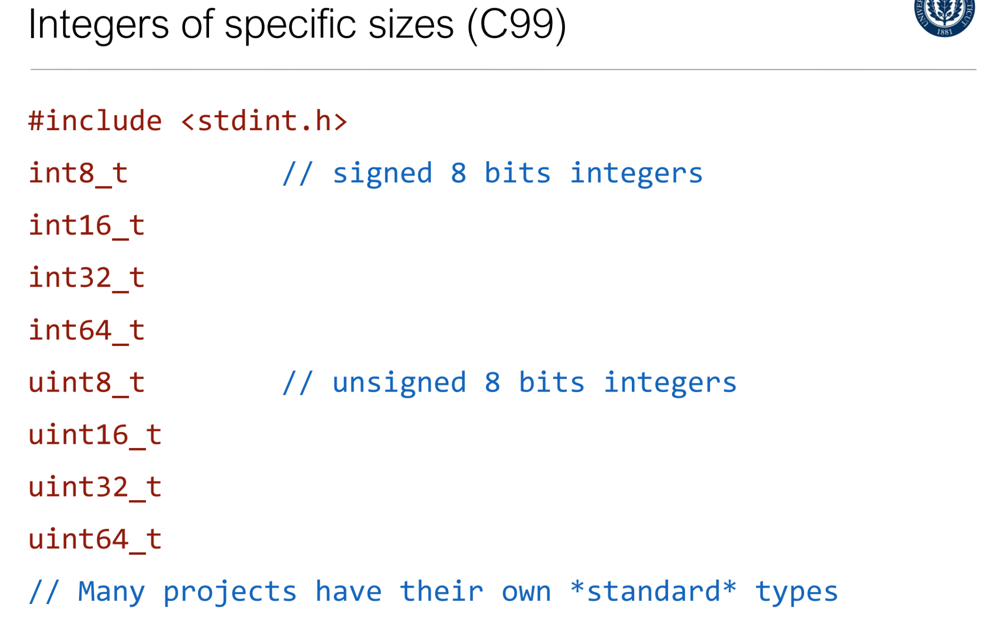 Integers of specific sizes (C99)
1881
#include <stdint.h>
int8_t // signed 8 bits integers
int16_t
int32_t
int64_t
uint8_t // unsigned 8 bits integers
uint16_t
uint32_t
uint64_t
// Many projects have their own *standard* types